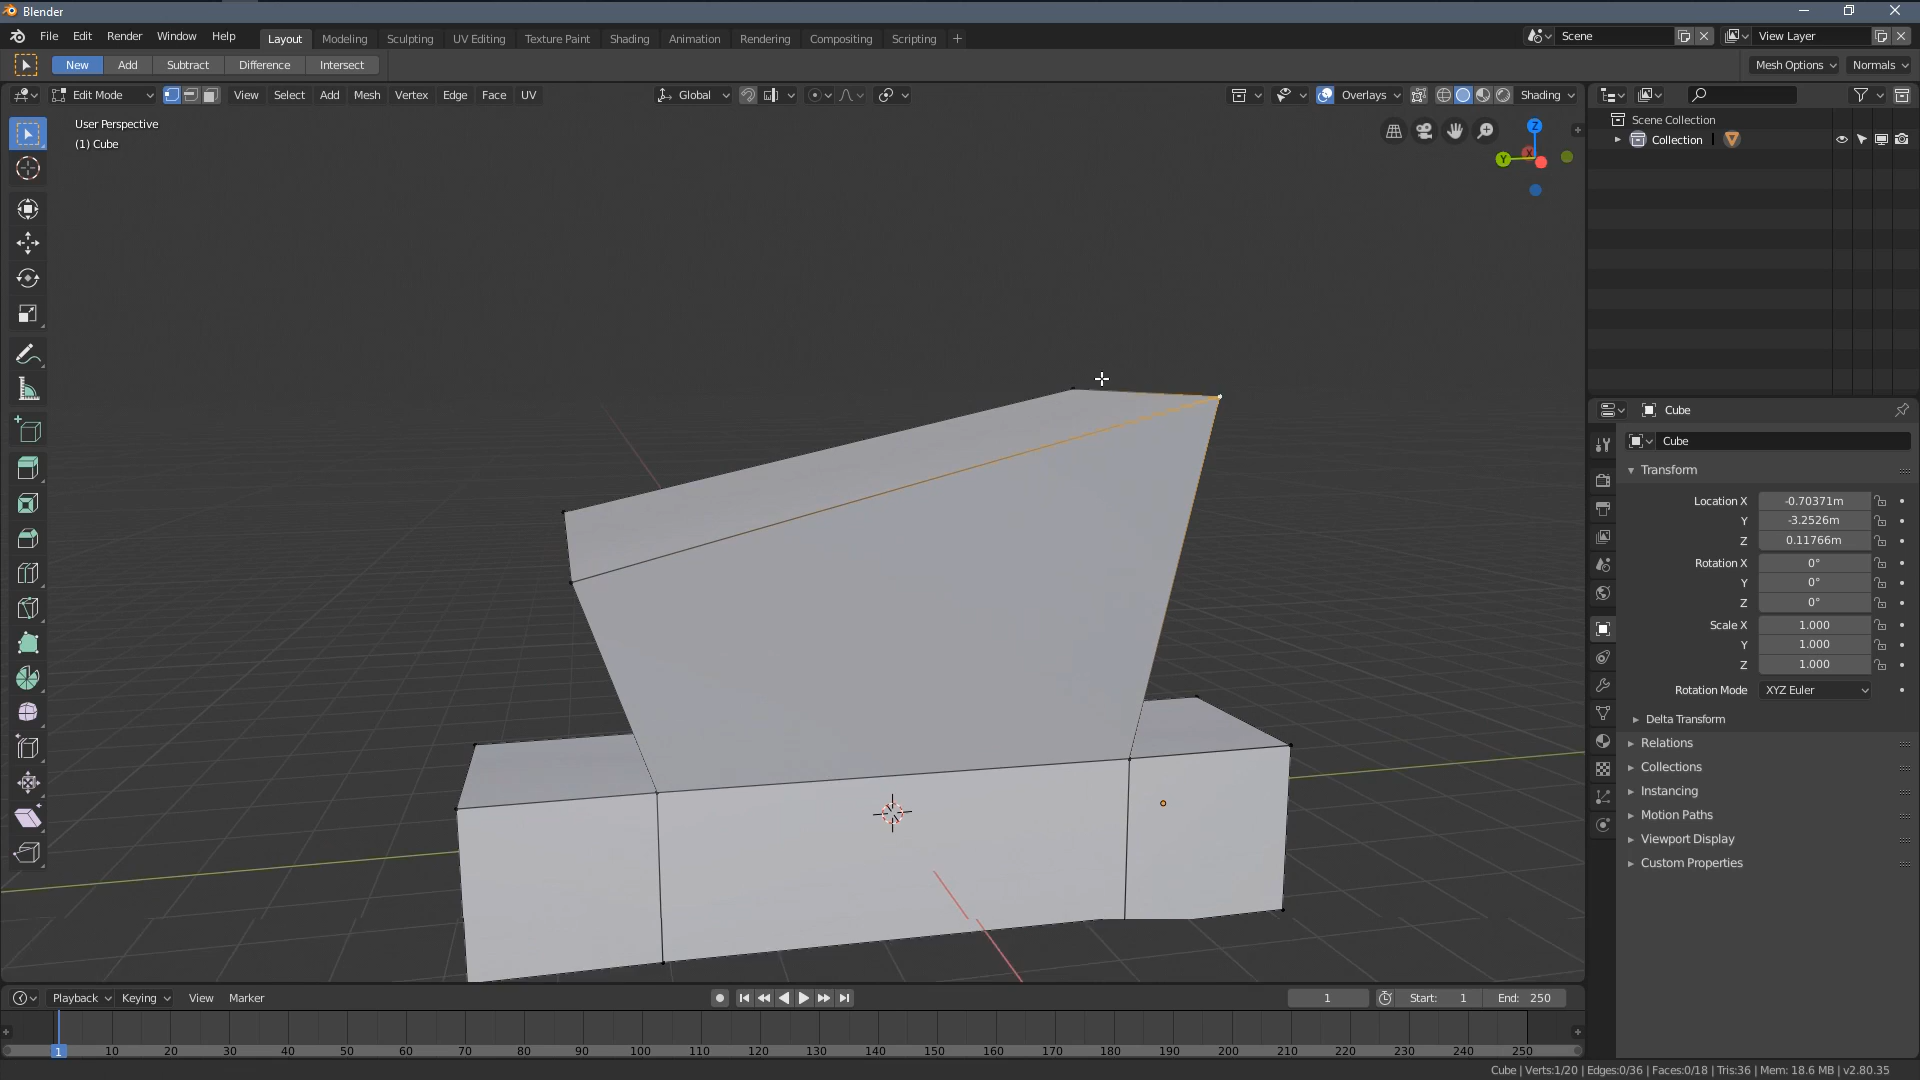 Blender
File Edit Render Window Help Layout Modeling Sculpting UV Editing Texture Paint Shading Animation Rendering Compositing Scripting + Scene View Layer
New Add Subtract Difference Intersect Mesh Options Normals
Edit Mode View Select Add Mesh Vertex Edge Face UV Global Overlays Shading
User Perspective
(1) Cube
Z
Y
X
Scene Collection
Collection
Cube
Cube
Transform
Location X -0.70371m
Y -3.2526m
Z 0.11766m
Rotation X 0°
Y 0°
Z 0°
Scale X 1.000
Y 1.000
Z 1.000
Rotation Mode XYZ Euler
Delta Transform
Relations
Collections
Instancing
Motion Paths
Viewport Display
Custom Properties
Playback Keying View Marker 1 Start: 1 End: 250
1 10 20 30 40 50 60 70 80 90 100 110 120 130 140 150 160 170 180 190 200 210 220 230 240 250
Cube | Verts:1/20 | Edges:0/36 | Faces:0/18 | Tris:36 | Mem: 18.6 MB | v2.80.35